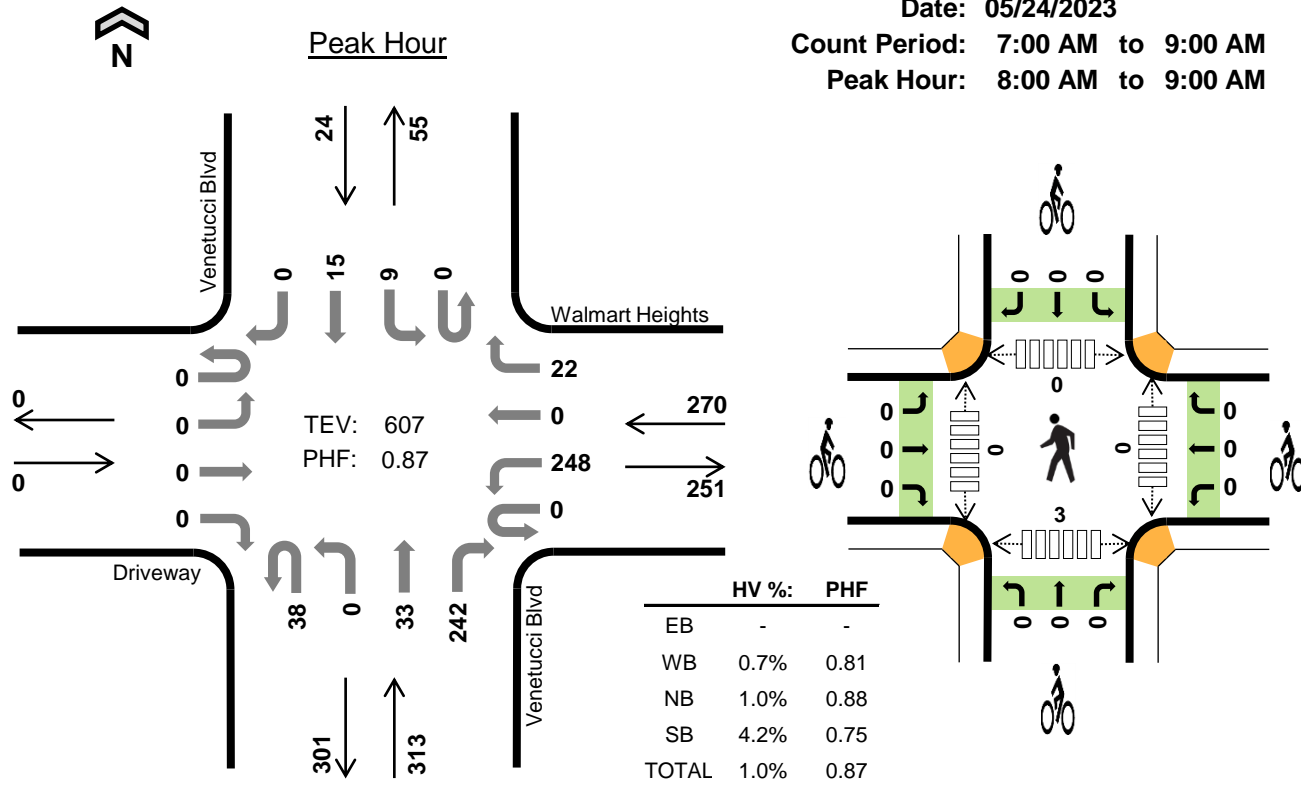 Date: 05/24/2023
Count Period: 7:00 AM to 9:00 AM
Peak Hour: 8:00 AM to 9:00 AM
N
Peak Hour
24
55
Venetucci Blvd
0
15
9
0
Walmart Heights
0
0
0
0
22
0
248
0
0
0
270
251
TEV: 607
PHF: 0.87
Driveway
38
0
33
242
Venetucci Blvd
301
313
HV %: PHF
EB - -
WB 0.7% 0.81
NB 1.0% 0.88
SB 4.2% 0.75
TOTAL 1.0% 0.87
0 0 0
0
0
0
0
0
0
0
0
0
3
0 0 0